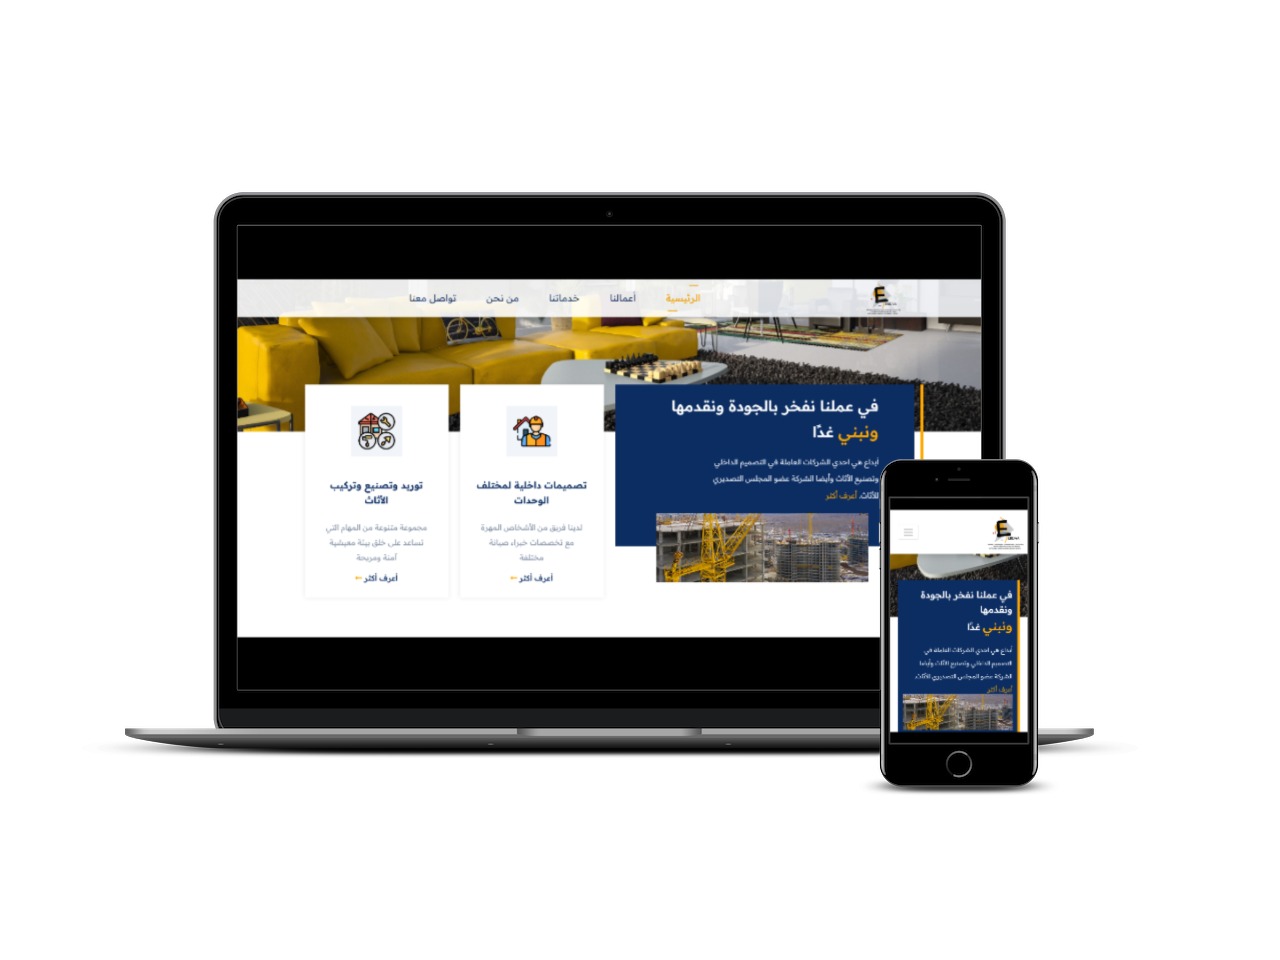 الرئيسية
أعمالنا
خدماتنا
من نحن
تواصل معنا
في عملنا نفخر بالجودة ونقدمها
ونبني غدًا
أبداع هي احدي الشركات العاملة في التصميم الداخلي
وتصنيع الأثاث وأيضا الشركة عضو المجلس التصديري
للأثاث. أعرف أكثر
تصميمات داخلية لمختلف
الوحدات
لدينا فريق من الأشخاص المهرة
مع تخصصات خبراء صيانة
مختلفة
أعرف أكثر
توريد وتصنيع وتركيب
الأثاث
مجموعة متنوعة من المهام التي
تساعد على خلق بيئة معيشية
آمنة ومريحة
أعرف أكثر
في عملنا نفخر بالجودة
ونقدمها
ونبني غدًا
أبداع هي احدي الشركات العاملة في
التصميم الداخلي وتصنيع الأثاث وأيضا
الشركة عضو المجلس التصديري للأثاث.
أعرف أكثر